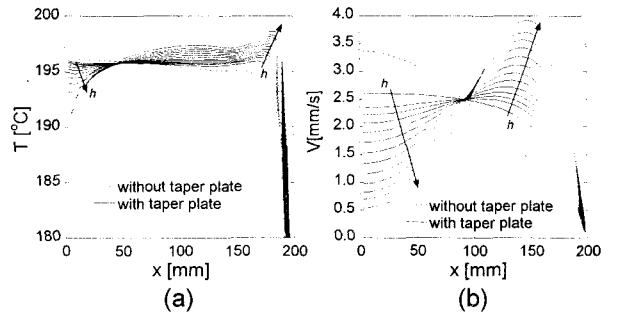 200
195
190
185
180
T [°C]
h
h
without taper plate
with taper plate
0
50
100
150
200
x [mm]
(a)
4.0
3.5
3.0
2.5
2.0
1.5
1.0
0.5
0.0
V[mm/s]
h
h
without taper plate
with taper plate
0
50
100
150
200
x [mm]
(b)